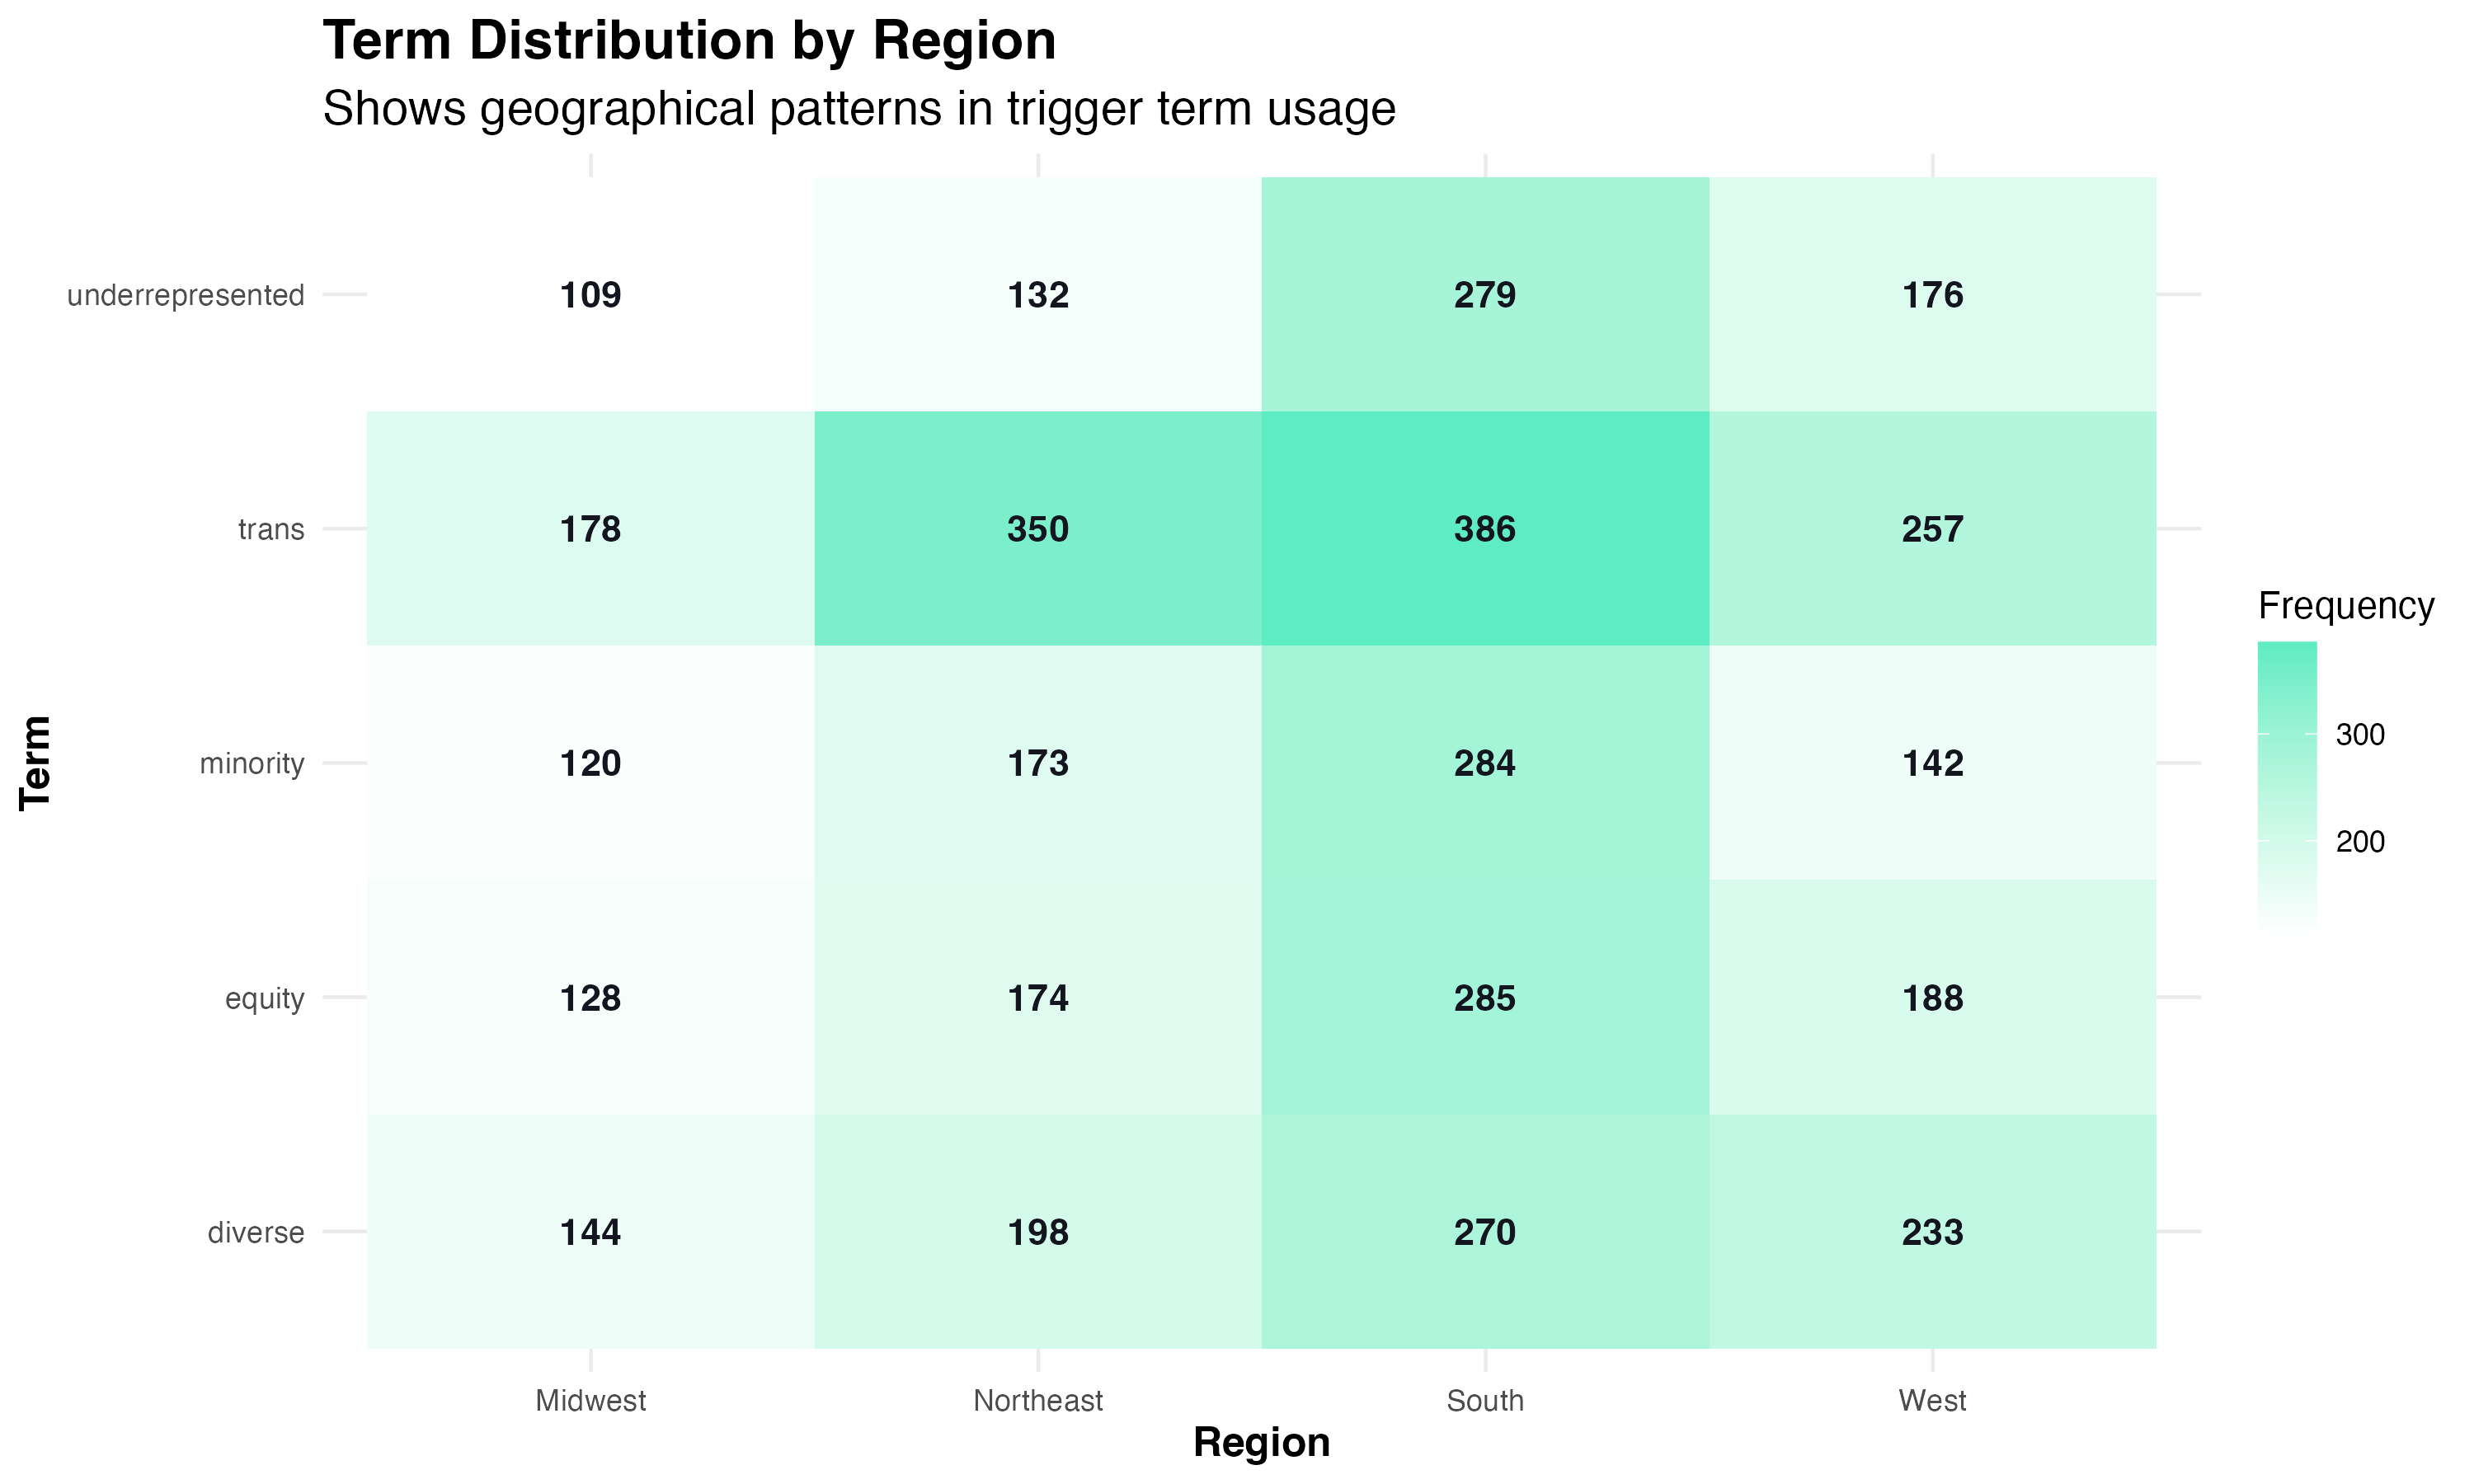 Term Distribution by Region
Shows geographical patterns in trigger term usage
underrepresented 109 132 279 176
trans 178 350 386 257
Frequency
300
200
minority 120 173 284 142
Term
equity 128 174 285 188
diverse 144 198 270 233
Midwest Northeast South West
Region